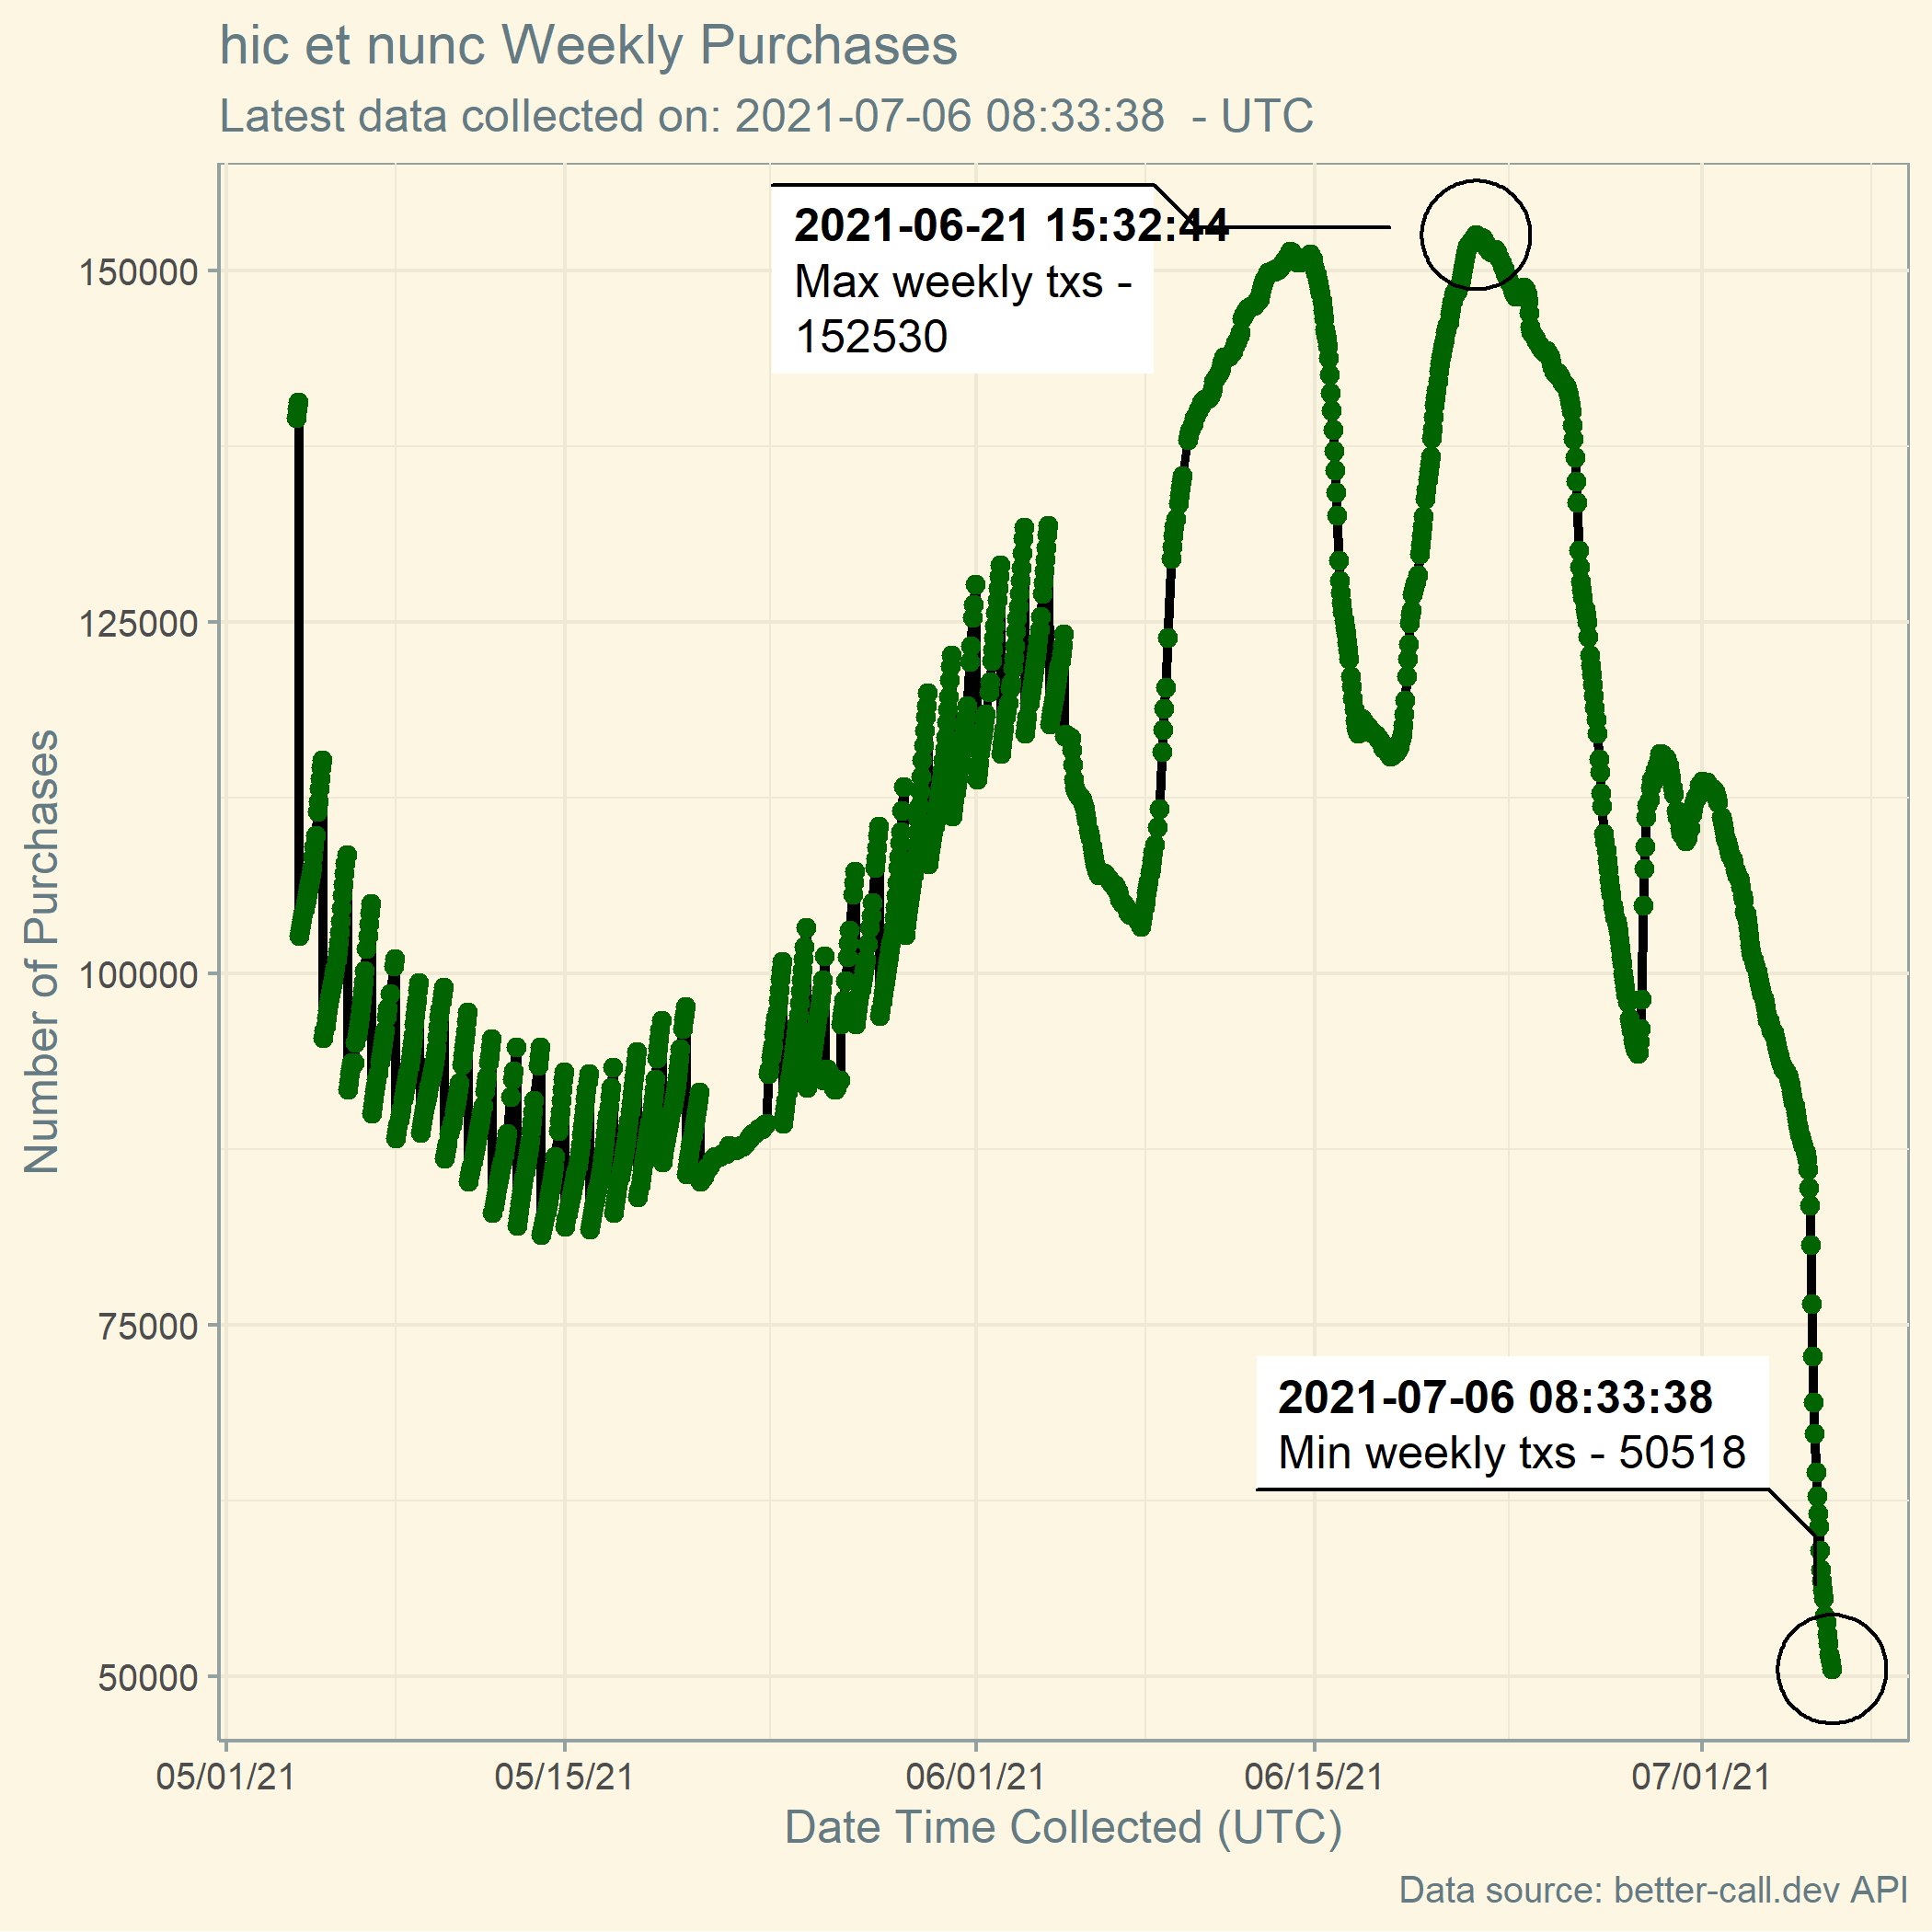 hic et nunc Weekly Purchases
Latest data collected on: 2021-07-06 08:33:38  - UTC
2021-06-21 15:32:44
Max weekly txs -
152530
150000
125000
100000
75000
50000
Number of Purchases
2021-07-06 08:33:38
Min weekly txs - 50518
05/01/21
05/15/21
06/01/21
06/15/21
07/01/21
Date Time Collected (UTC)
Data source: better-call.dev API